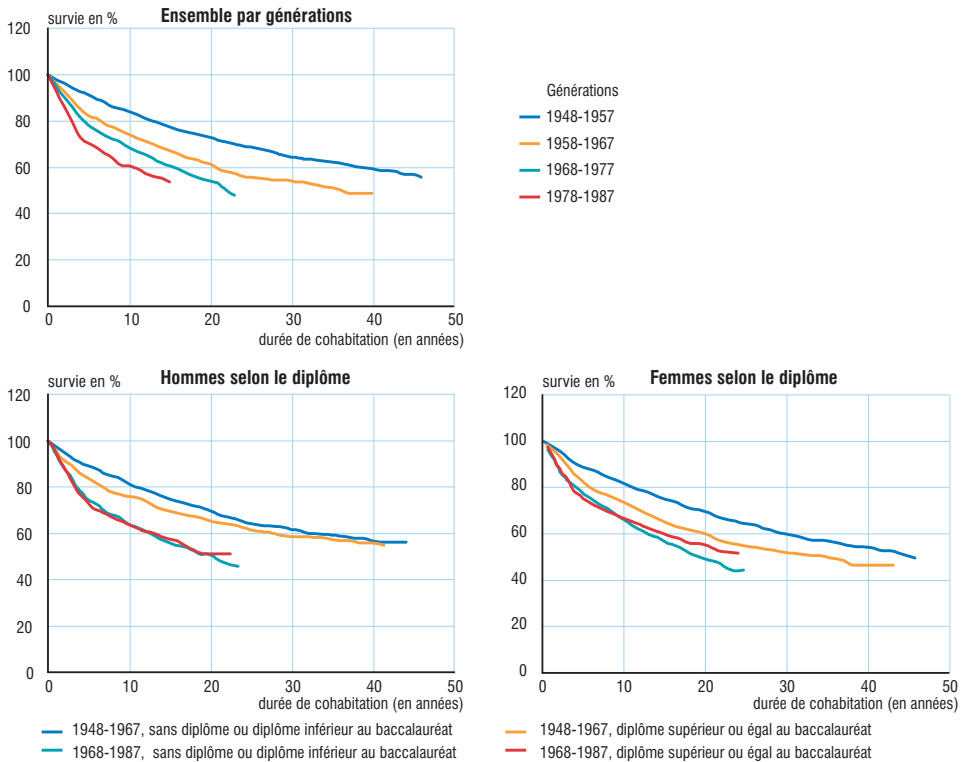 Ensemble par générations
survie en %
120
100
80
60
40
20
0
0 10 20 30 40 50
durée de cohabitation (en années)
Générations
1948-1957
1958-1967
1968-1977
1978-1987
Hommes selon le diplôme
survie en %
120
100
80
60
40
20
0
0 10 20 30 40 50
durée de cohabitation (en années)
Femmes selon le diplôme
survie en %
120
100
80
60
40
20
0
0 10 20 30 40 50
durée de cohabitation (en années)
1948-1967, sans diplôme ou diplôme inférieur au baccalauréat
1968-1987, sans diplôme ou diplôme inférieur au baccalauréat
1948-1967, diplôme supérieur ou égal au baccalauréat
1968-1987, diplôme supérieur ou égal au baccalauréat